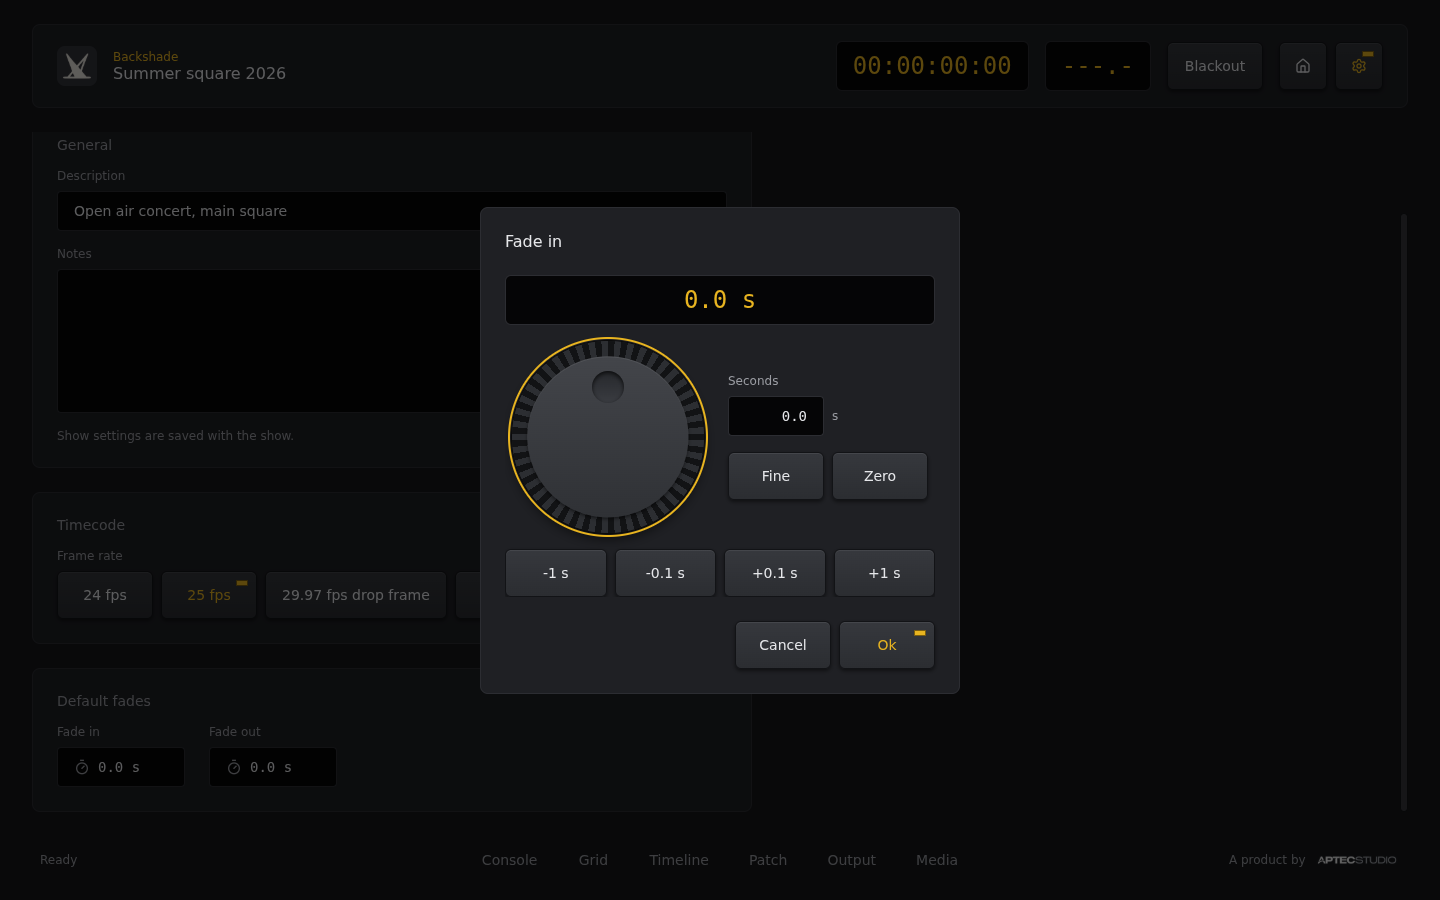 Backshade
Summer square 2026
00:00:00:00
---.-
Blackout
General
Description
Open air concert, main square
Notes
Show settings are saved with the show.
Timecode
Frame rate
24 fps
25 fps
29.97 fps drop frame
Default fades
Fade in
Fade out
0.0 s
0.0 s
Fade in
0.0 s
Seconds
0.0 s
Fine
Zero
-1 s
-0.1 s
+0.1 s
+1 s
Cancel
Ok
Ready
Console
Grid
Timeline
Patch
Output
Media
A product by APTECSTUDIO